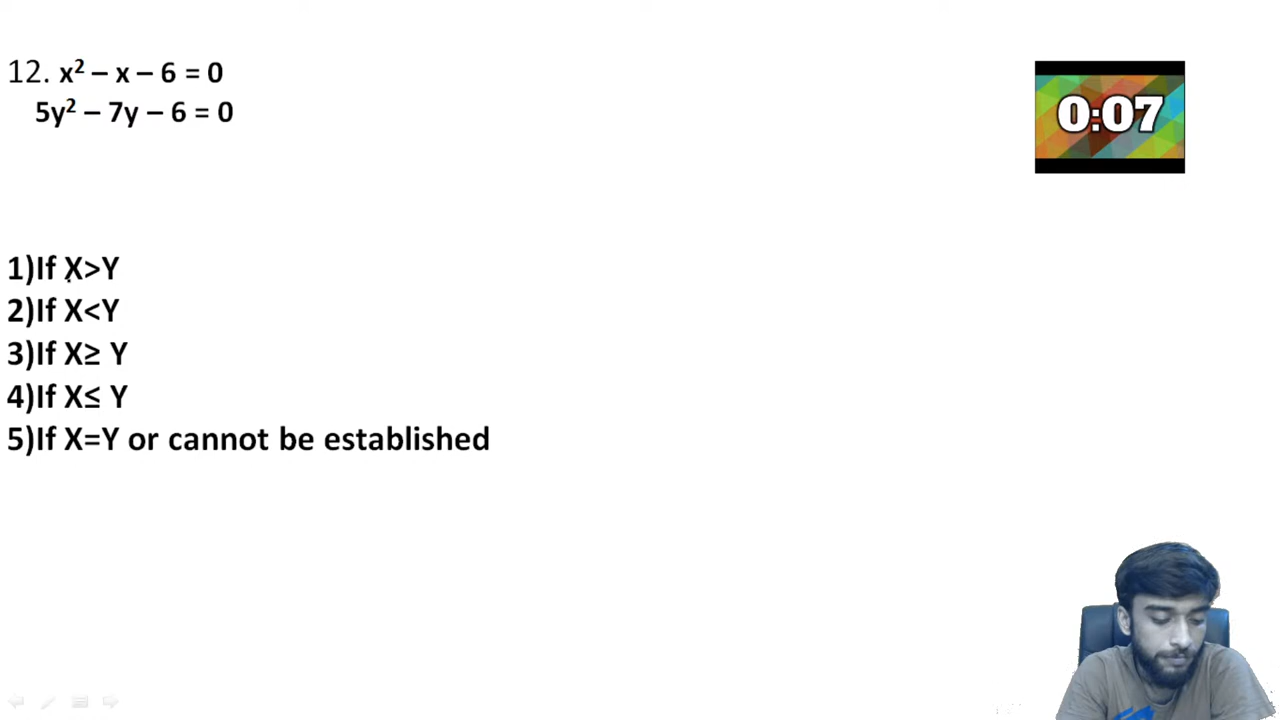 12. x² – x – 6 = 0
5y² – 7y – 6 = 0
0:07
1)If X>Y
2)If X<Y
3)If X≥ Y
4)If X≤ Y
5)If X=Y or cannot be established